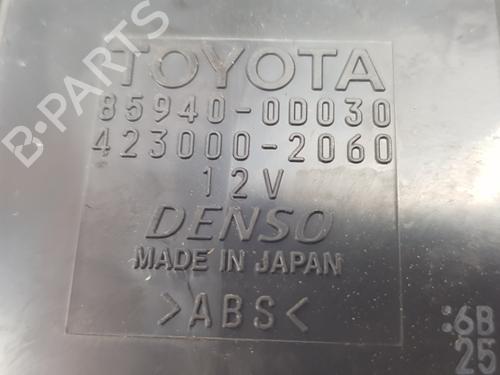 B-PARTS
TOYOTA
85940-0D030
423000-2060
12V
DENSO
MADE IN JAPAN
>ABS<
:6B
25